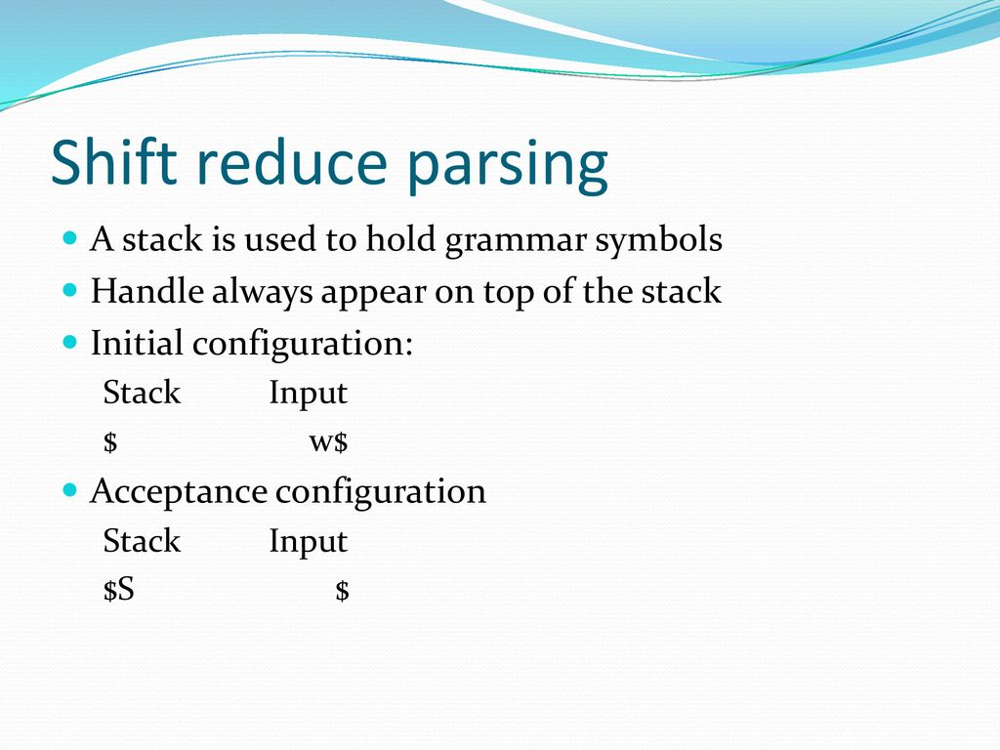 Shift reduce parsing
A stack is used to hold grammar symbols
Handle always appear on top of the stack
Initial configuration:
Stack Input
$ w$
Acceptance configuration
Stack Input
$S $